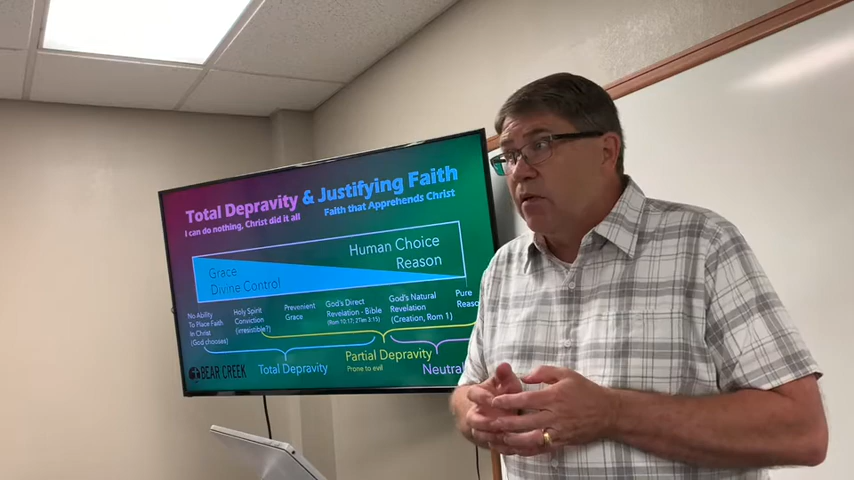 Total Depravity & Justifying Faith
I can do nothing, Christ did it all
Faith that Apprehends Christ
Human Choice
Reason
Grace
Divine Control
No Ability
To Place Faith
In Christ
(God chooses)
Holy Spirit
Conviction
(irresistible?)
Prevenient
Grace
God's Direct
Revelation - Bible
(Rom 10:17; 2Tim 3:15)
God's Natural
Revelation
(Creation, Rom 1)
Pure
Reason
Total Depravity
Partial Depravity
Prone to evil
Neutral
BEAR CREEK